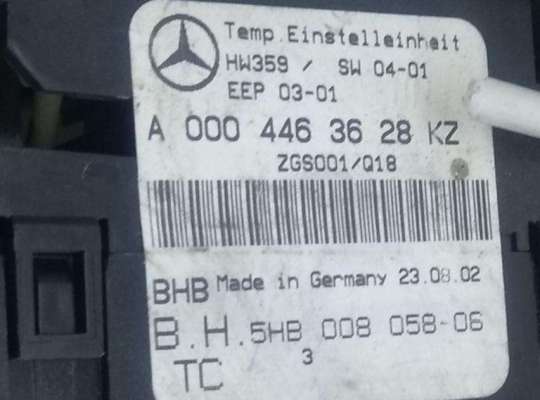 Temp.Einstelleinheit
HW359 / SW 04-01
EEP 03-01
A 000 446 36 28 KZ
ZGS001/Q18
BHB Made in Germany 23.08.02
B.H.5HB 008 058-06
3
TC